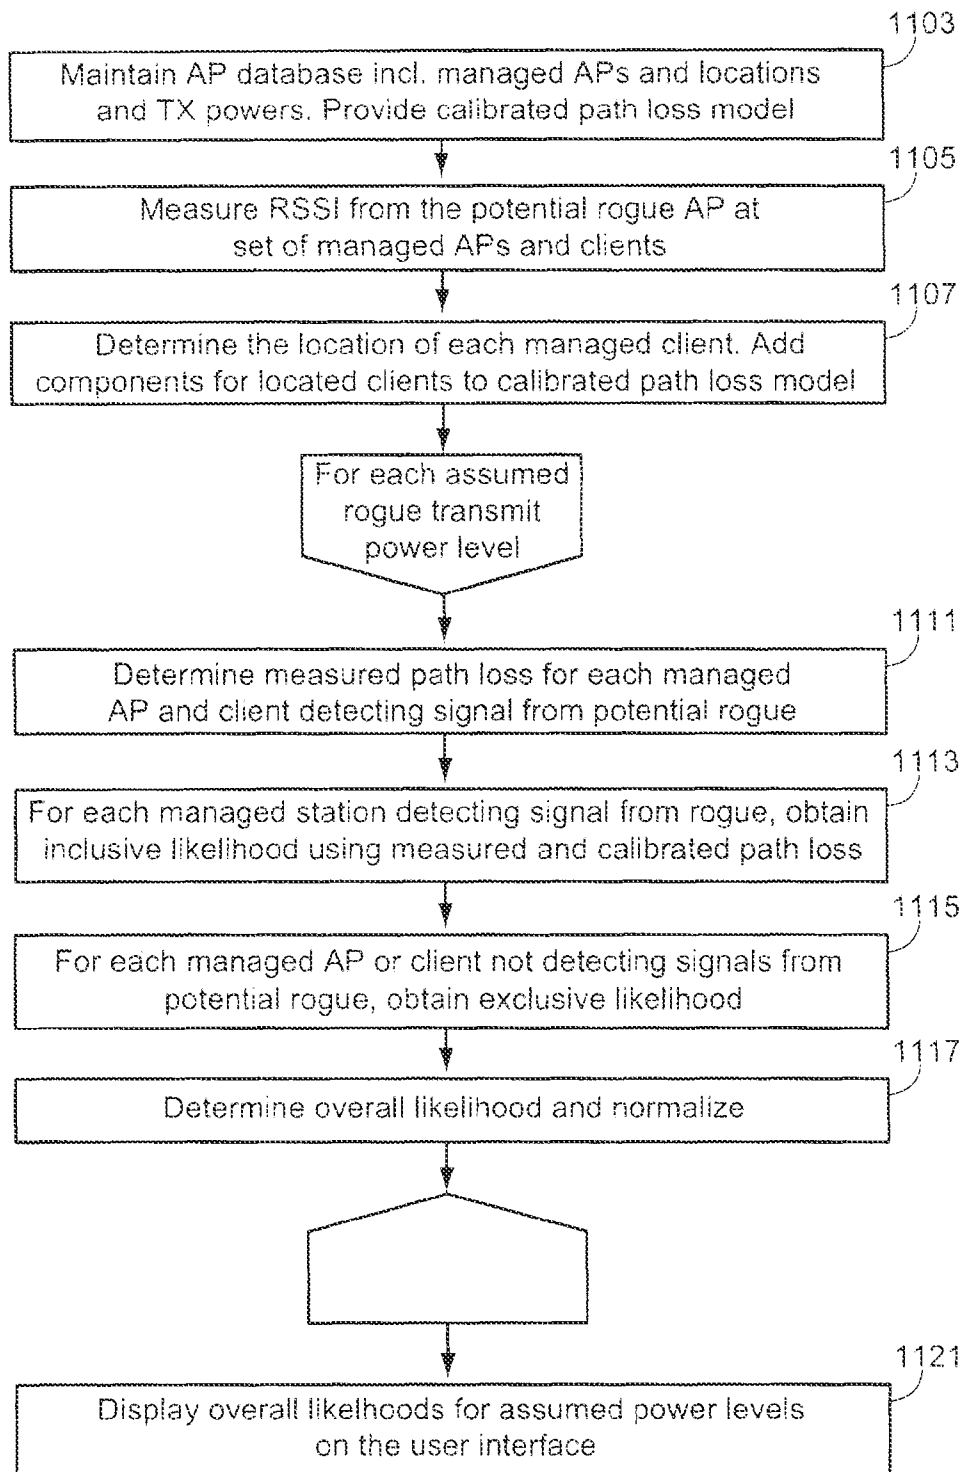 1103
Maintain AP database incl. managed APs and locations
and TX powers. Provide calibrated path loss model
1105
Measure RSSI from the potential rogue AP at
set of managed APs and clients
1107
Determine the location of each managed client. Add
components for located clients to calibrated path loss model
For each assumed
rogue transmit
power level
1111
Determine measured path loss for each managed
AP and client detecting signal from potential rogue
1113
For each managed station detecting signal from rogue, obtain
inclusive likelihood using measured and calibrated path loss
1115
For each managed AP or client not detecting signals from
potential rogue, obtain exclusive likelihood
1117
Determine overall likelihood and normalize
1121
Display overall likelhoods for assumed power levels
on the user interface